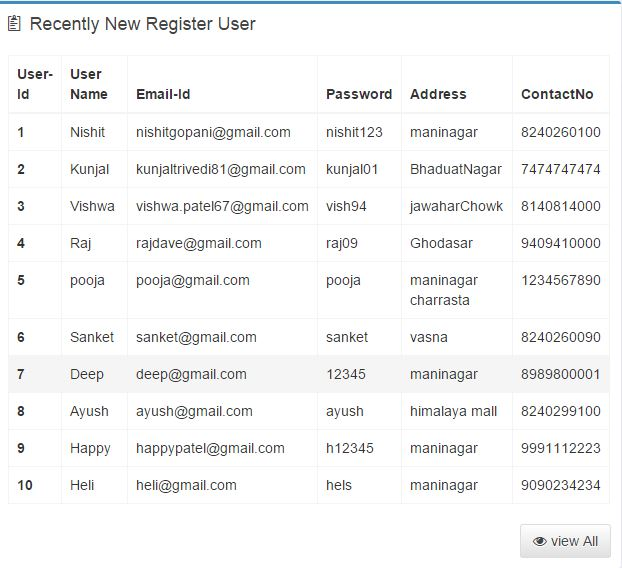 Recently New Register User
User-Id User Name Email-Id Password Address ContactNo
1 Nishit nishitgopani@gmail.com nishit123 maninagar 8240260100
2 Kunjal kunjaltrivedi81@gmail.com kunjal01 BhaduatNagar 7474747474
3 Vishwa vishwa.patel67@gmail.com vish94 jawaharChowk 8140814000
4 Raj rajdave@gmail.com raj09 Ghodasar 9409410000
5 pooja pooja@gmail.com pooja maninagar charrasta 1234567890
6 Sanket sanket@gmail.com sanket vasna 8240260090
7 Deep deep@gmail.com 12345 maninagar 8989800001
8 Ayush ayush@gmail.com ayush himalaya mall 8240299100
9 Happy happypatel@gmail.com h12345 maninagar 9991112223
10 Heli heli@gmail.com hels maninagar 9090234234
view All